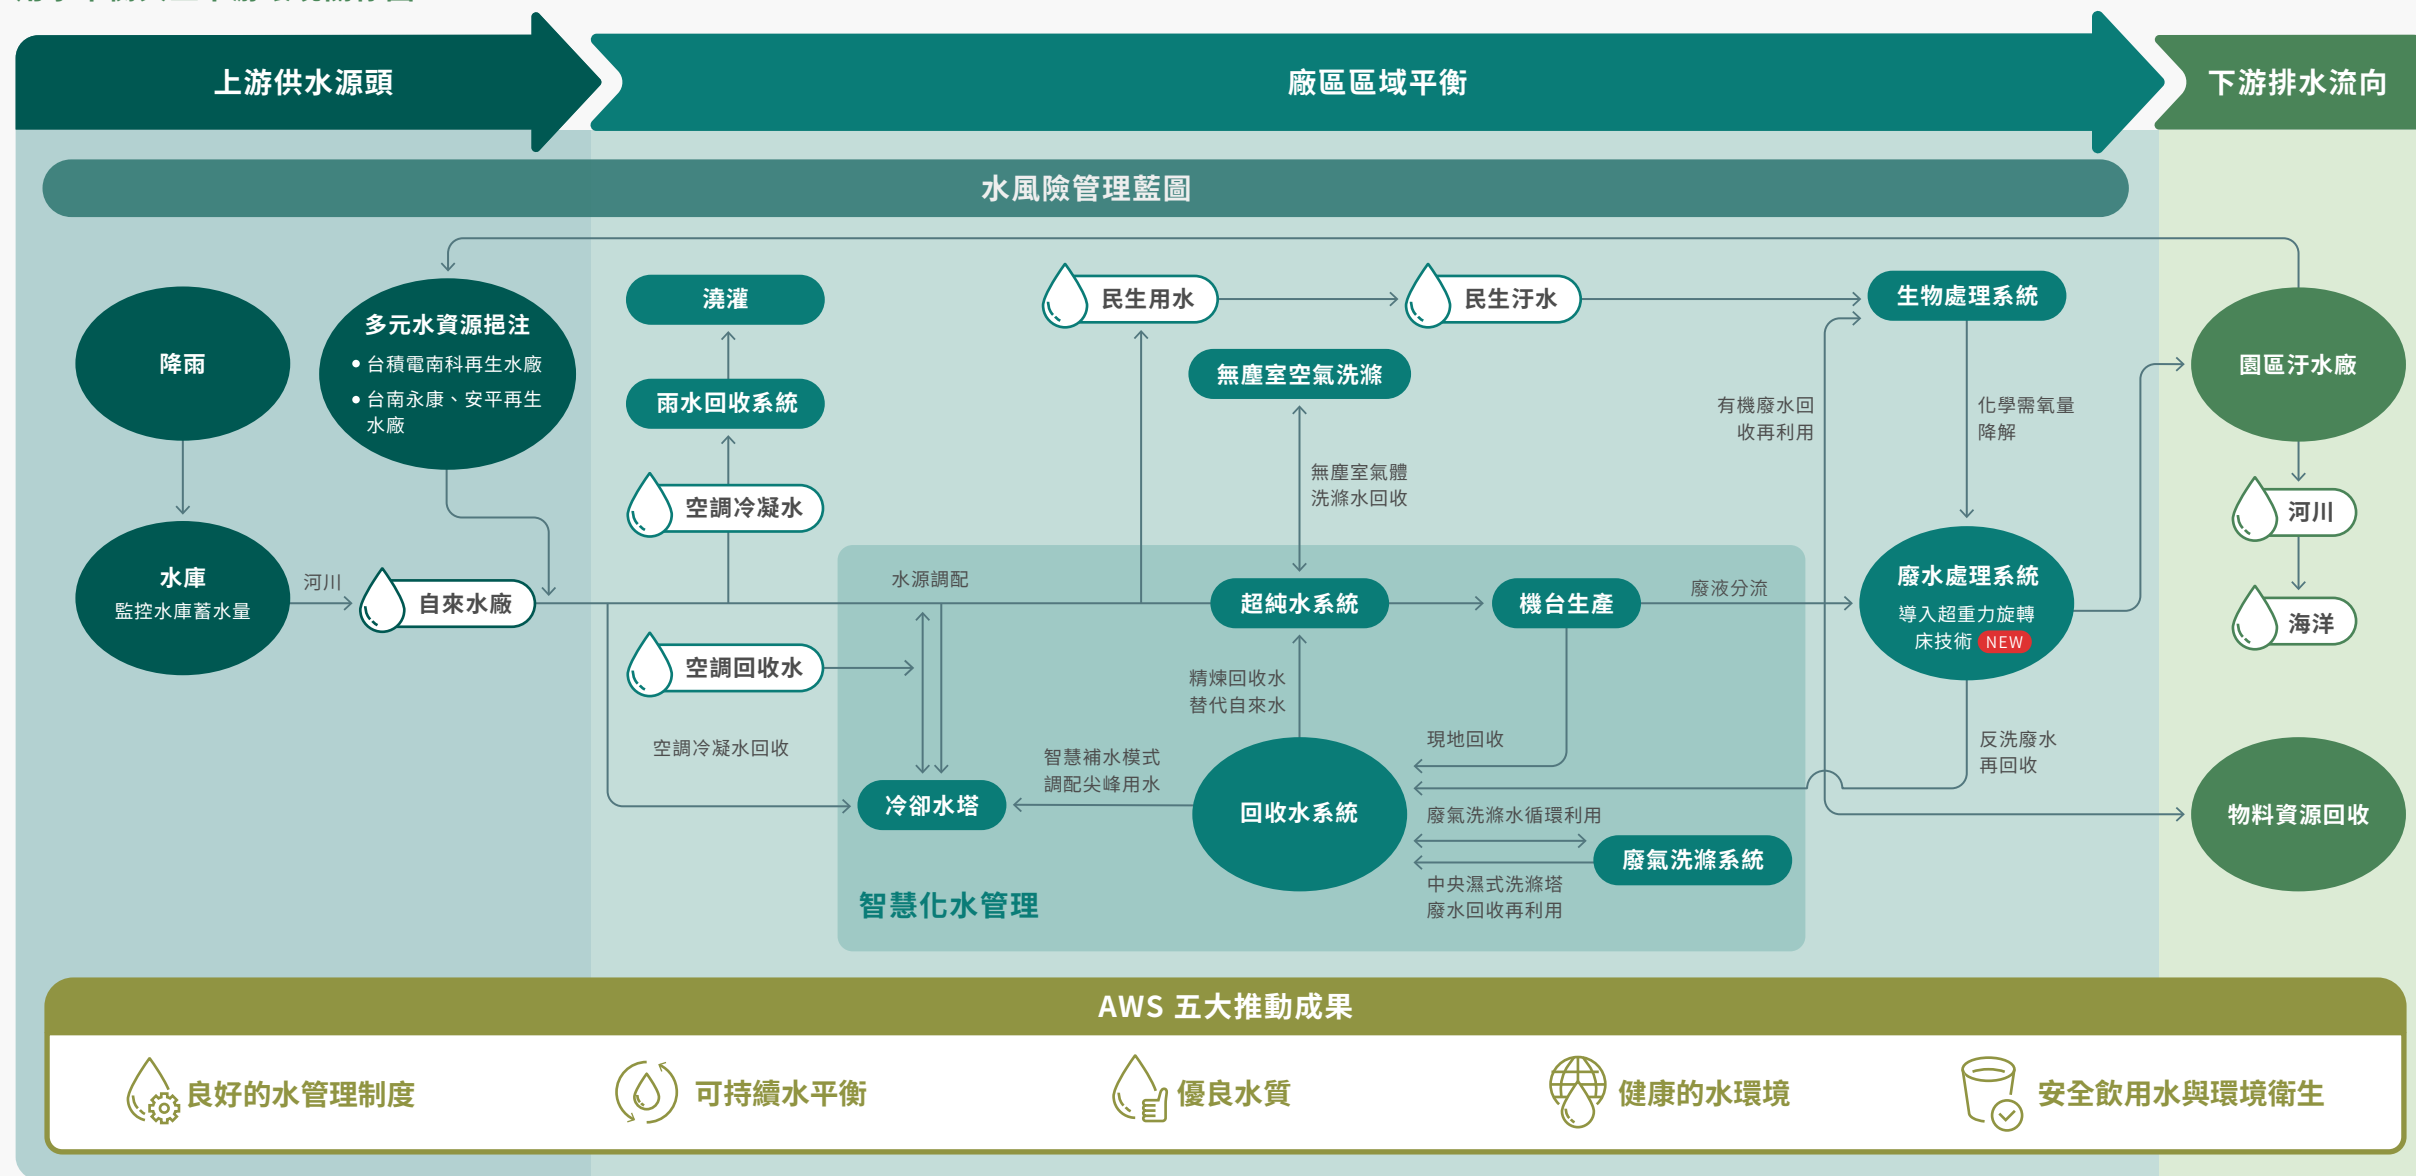 上游供水源頭
廠區區域平衡
下游排水流向
水風險管理藍圖
降雨
多元水資源挹注
• 台積電南科再生水廠
• 台南永康、安平再生
水廠
水庫
監控水庫蓄水量
河川
自來水廠
澆灌
雨水回收系統
空調冷凝水
空調回收水
空調冷凝水回收
民生用水
民生汙水
生物處理系統
無塵室空氣洗滌
無塵室氣體
洗滌水回收
有機廢水回
收再利用
化學需氧量
降解
水源調配
超純水系統
機台生產
廢液分流
廢水處理系統
導入超重力旋轉
床技術 NEW
精煉回收水
替代自來水
現地回收
反洗廢水
再回收
智慧補水模式
調配尖峰用水
冷卻水塔
回收水系統
廢氣洗滌水循環利用
廢氣洗滌系統
中央濕式洗滌塔
廢水回收再利用
智慧化水管理
園區汙水廠
河川
海洋
物料資源回收
AWS 五大推動成果
良好的水管理制度
可持續水平衡
優良水質
健康的水環境
安全飲用水與環境衛生